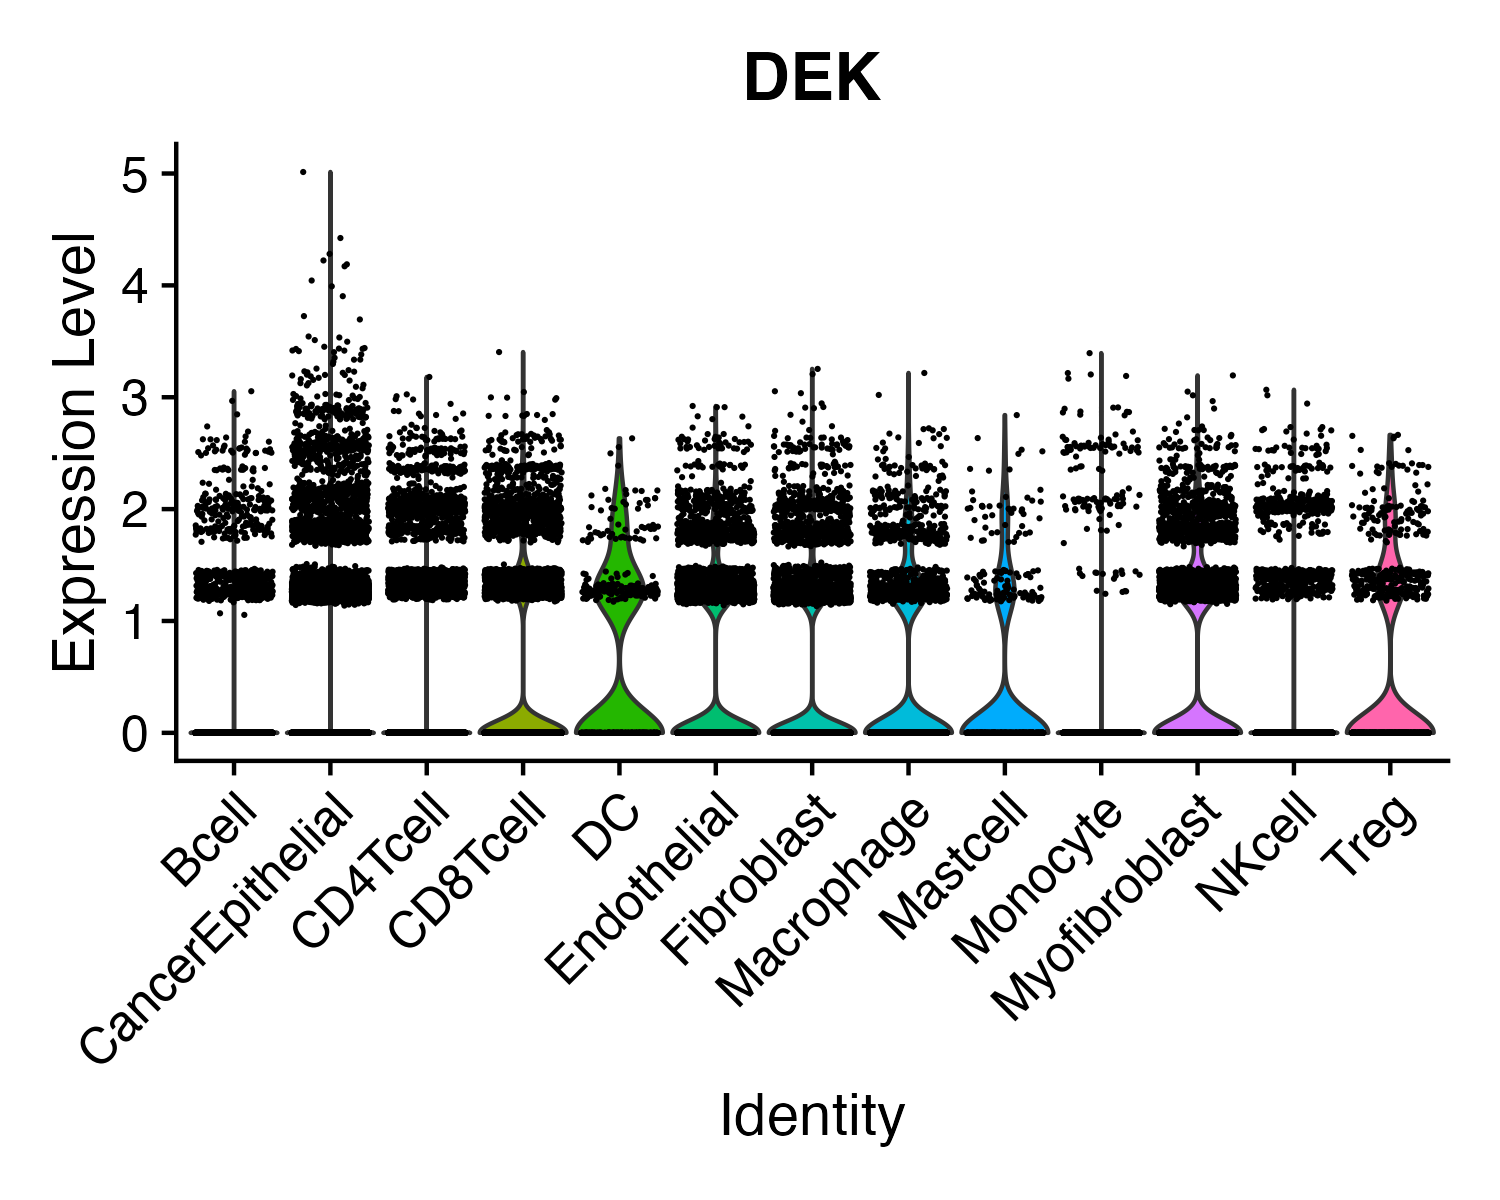 DEK
Expression Level
5
4
3
2
1
0
Bcell
CancerEpithelial
CD4Tcell
CD8Tcell
DC
Endothelial
Fibroblast
Macrophage
Mastcell
Monocyte
Myofibroblast
NKcell
Treg
Identity